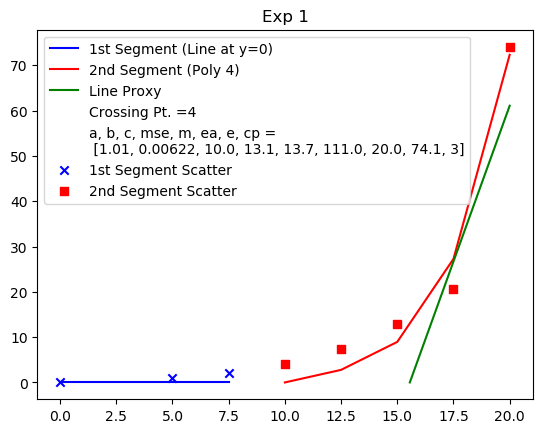 Exp 1
1st Segment (Line at y=0)
2nd Segment (Poly 4)
Line Proxy
Crossing Pt. =4
a, b, c, mse, m, ea, e, cp =
[1.01, 0.00622, 10.0, 13.1, 13.7, 111.0, 20.0, 74.1, 3]
1st Segment Scatter
2nd Segment Scatter
70
60
50
40
30
20
10
0
0.0 2.5 5.0 7.5 10.0 12.5 15.0 17.5 20.0